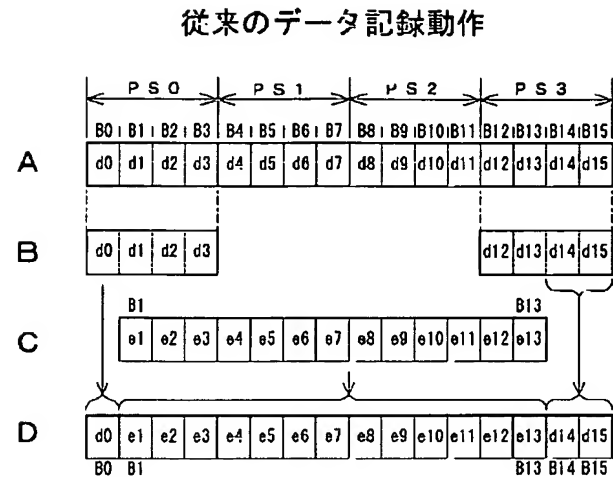 従来のデータ記録動作
PS0 PS1 PS2 PS3
B0 B1 B2 B3 B4 B5 B6 B7 B8 B9 B10 B11 B12 B13 B14 B15
A d0 d1 d2 d3 d4 d5 d6 d7 d8 d9 d10 d11 d12 d13 d14 d15
B d0 d1 d2 d3 d12 d13 d14 d15
B1 B13
C e1 e2 e3 e4 e5 e6 e7 e8 e9 e10 e11 e12 e13
D d0 e1 e2 e3 e4 e5 e6 e7 e8 e9 e10 e11 e12 e13 d14 d15
B0 B1 B13 B14 B15